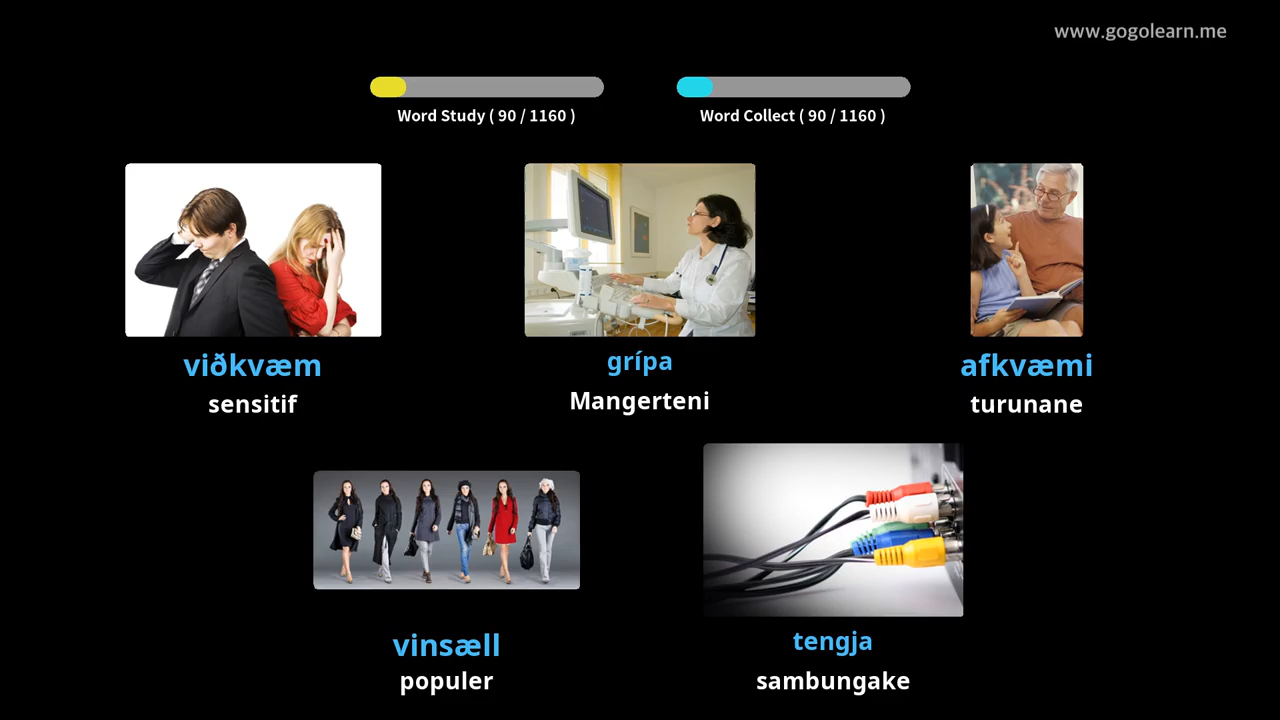 www.gogolearn.me
Word Study ( 90 / 1160 )
Word Collect ( 90 / 1160 )
viðkvæm
sensitif
grípa
Mangerteni
afkvæmi
turunane
vinsæll
populer
tengja
sambungake